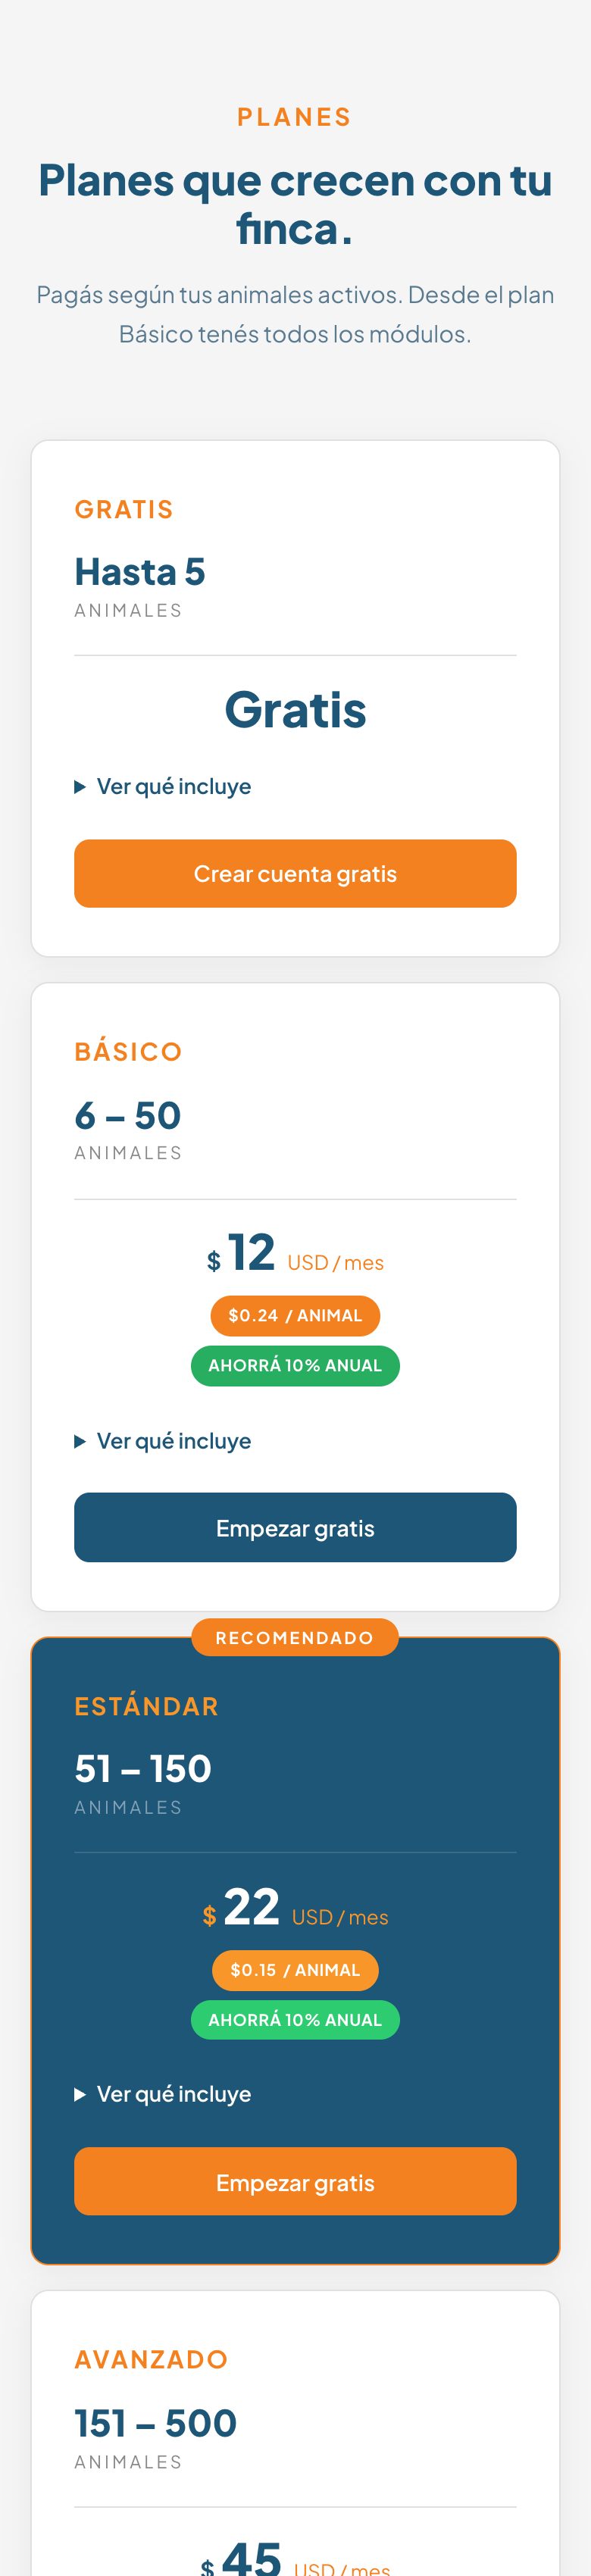 PLANES
Planes que crecen con tu
finca.
Pagás según tus animales activos. Desde el plan
Básico tenés todos los módulos.
GRATIS
Hasta 5
ANIMALES
Gratis
▶ Ver qué incluye
Crear cuenta gratis
BÁSICO
6 – 50
ANIMALES
$ 12 USD / mes
$0.24 / ANIMAL
AHORRÁ 10% ANUAL
▶ Ver qué incluye
Empezar gratis
RECOMENDADO
ESTÁNDAR
51 – 150
ANIMALES
$ 22 USD / mes
$0.15 / ANIMAL
AHORRÁ 10% ANUAL
▶ Ver qué incluye
Empezar gratis
AVANZADO
151 – 500
ANIMALES
$ 45 USD / mes